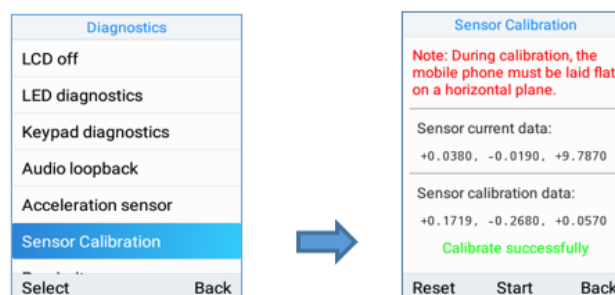 Diagnostics
LCD off
LED diagnostics
Keypad diagnostics
Audio loopback
Acceleration sensor
Sensor Calibration
Select Back
Sensor Calibration
Note: During calibration, the
mobile phone must be laid flat
on a horizontal plane.
Sensor current data:
+0.0380, -0.0190, +9.7870
Sensor calibration data:
+0.1719, -0.2680, +0.0570
Calibrate successfully
Reset Start Back